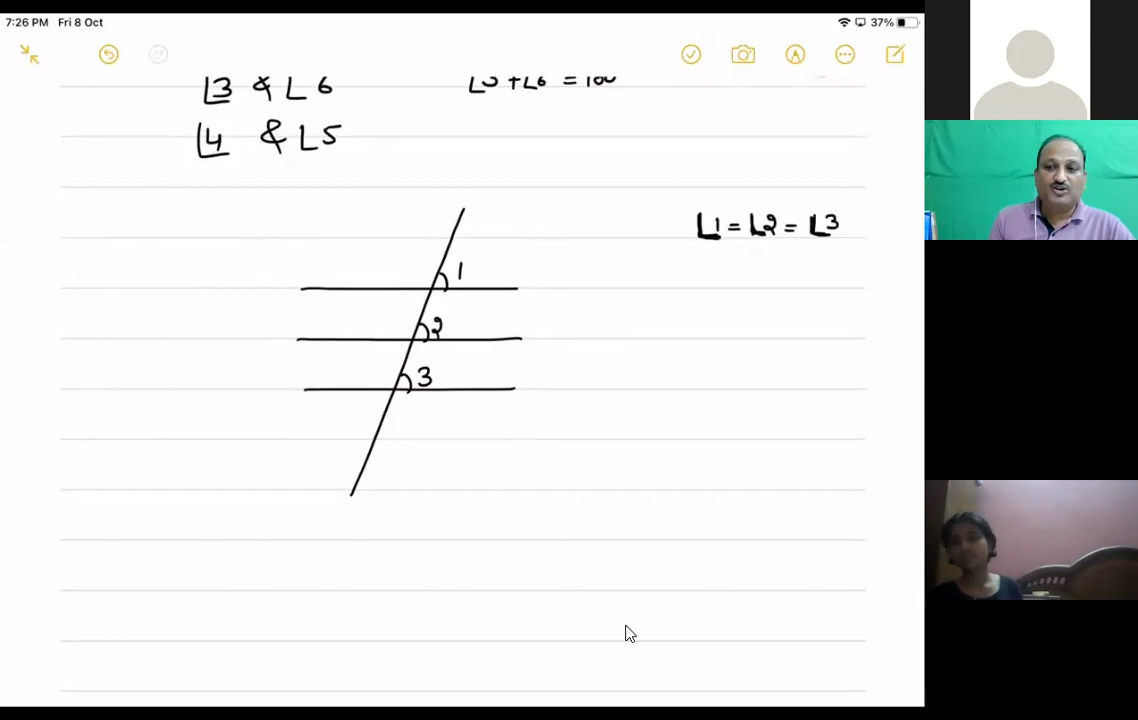 7:26 PM Fri 8 Oct 37%
∟3 & ∟6
∟4 & ∟5
∟1 = ∟2 = ∟3
1
2
3